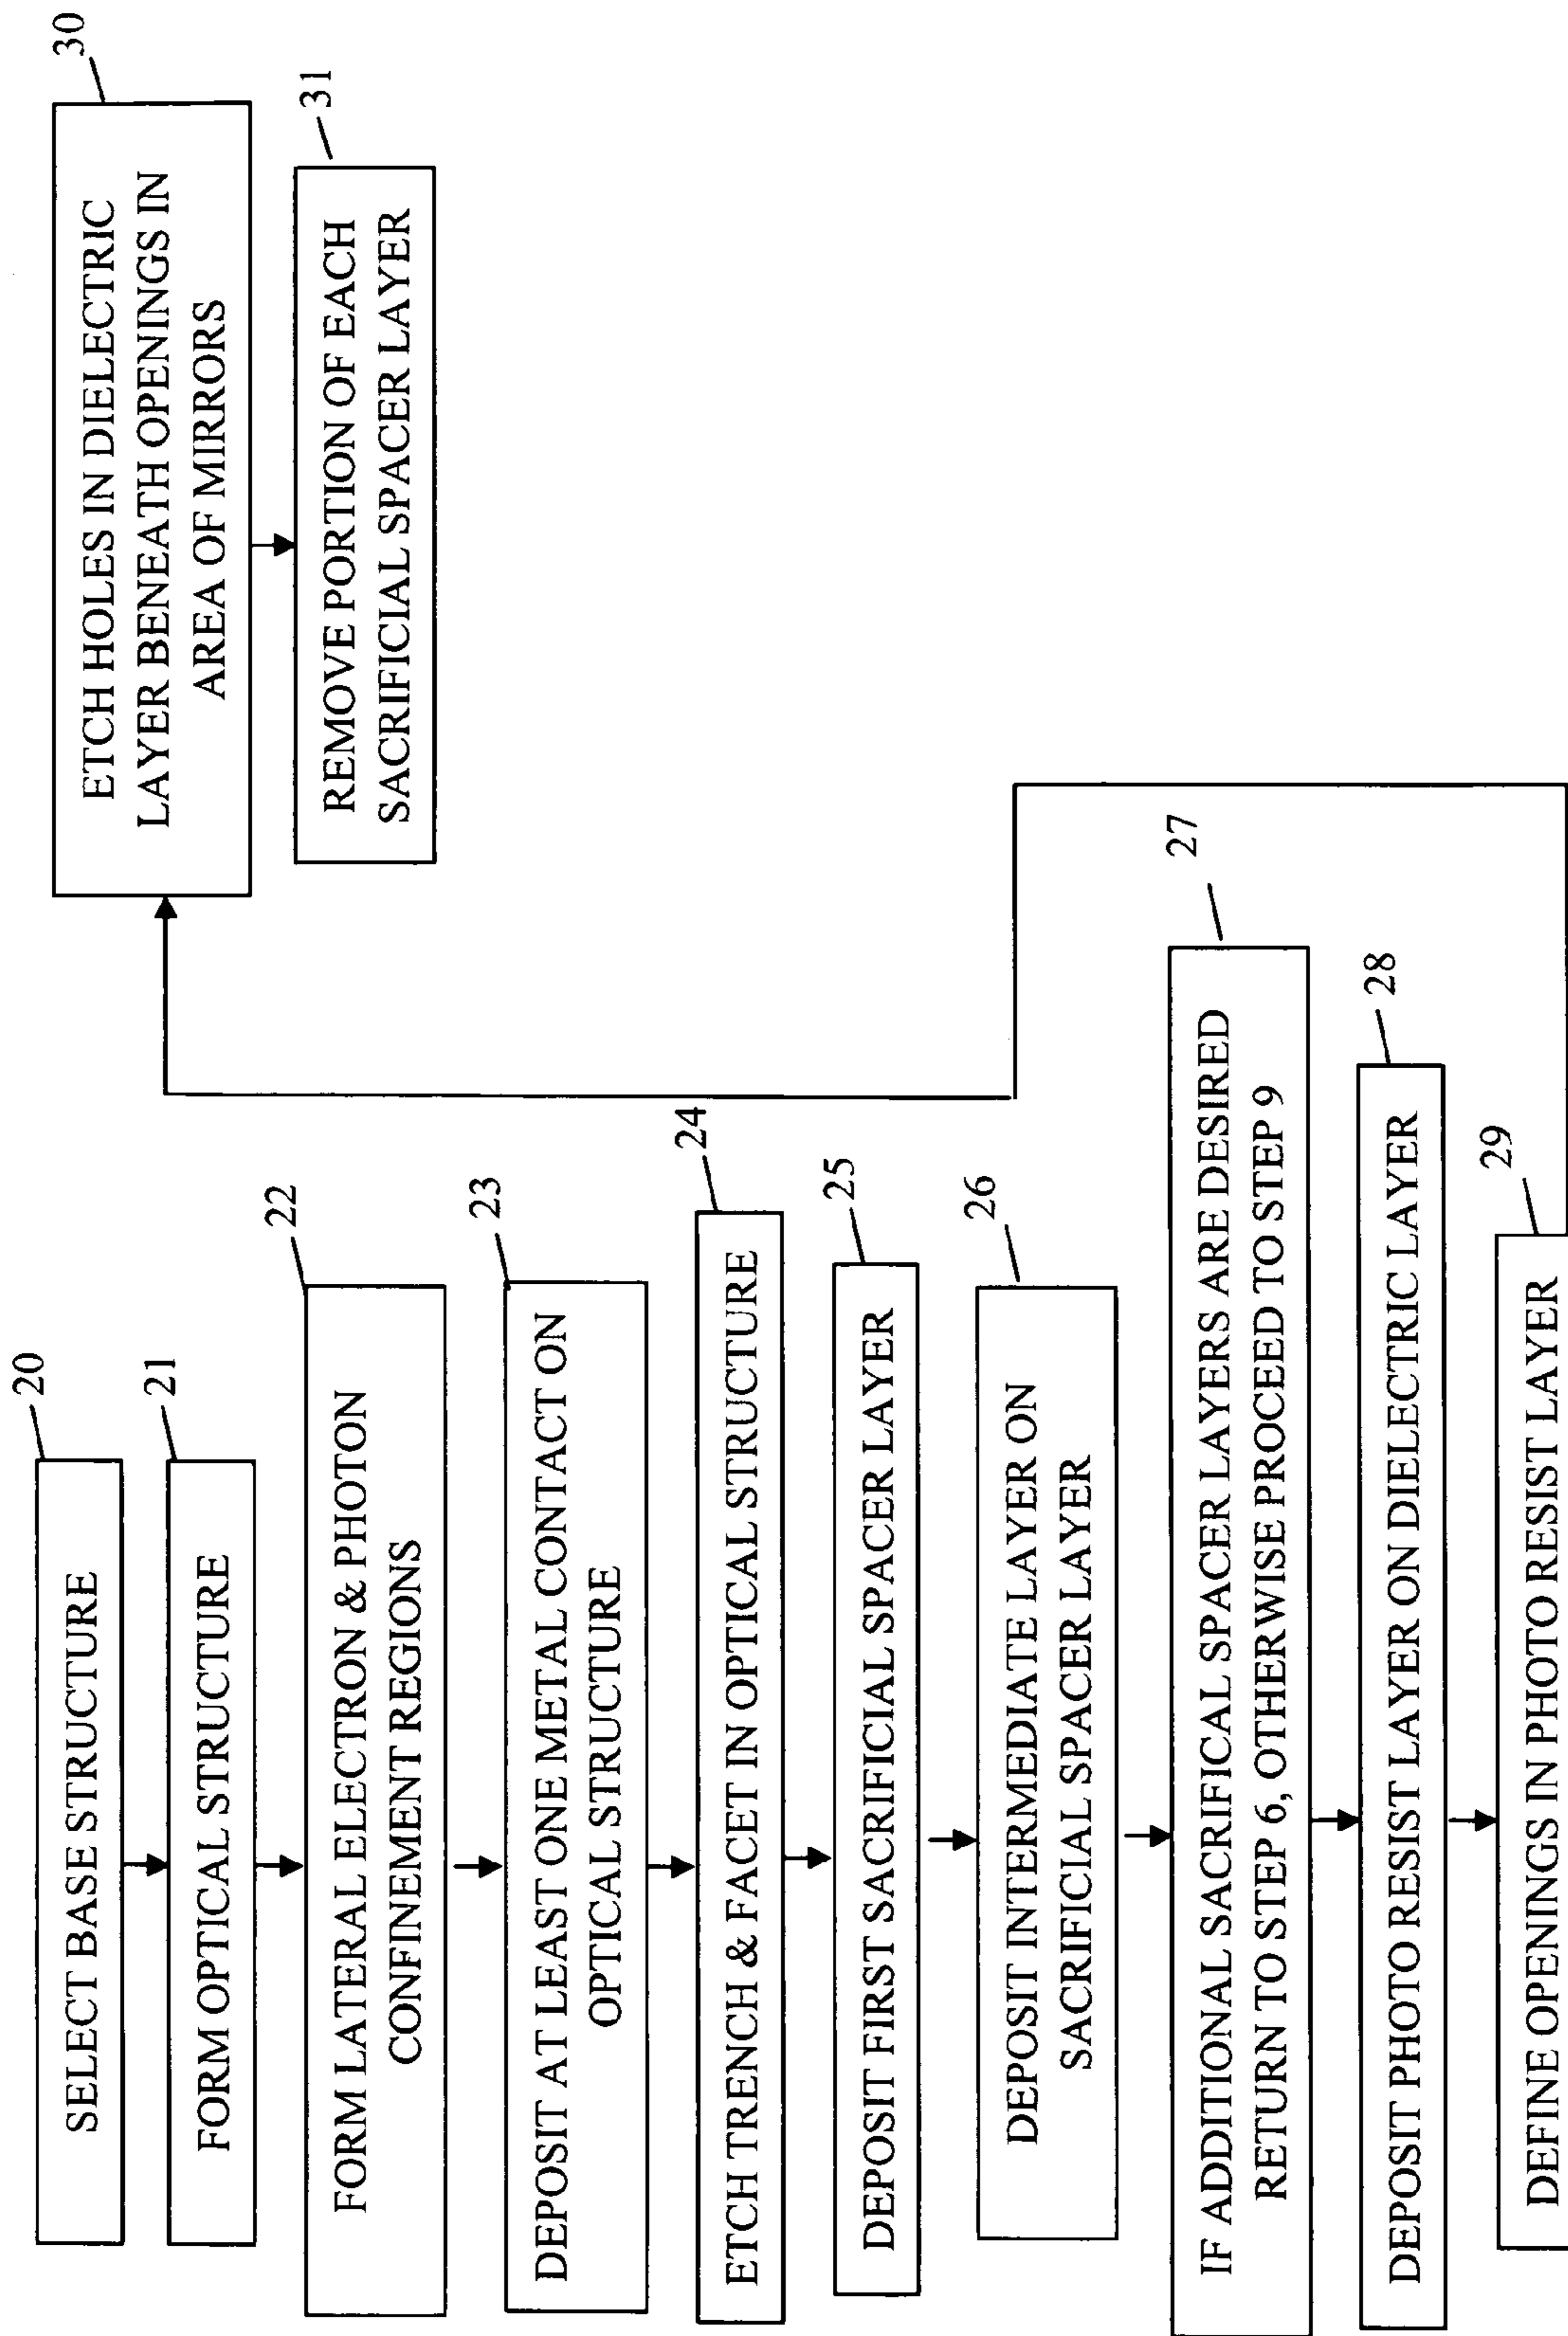 20
SELECT BASE STRUCTURE
21
FORM OPTICAL STRUCTURE
22
FORM LATERAL ELECTRON & PHOTON
CONFINEMENT REGIONS
23
DEPOSIT AT LEAST ONE METAL CONTACT ON
OPTICAL STRUCTURE
24
ETCH TRENCH & FACET IN OPTICAL STRUCTURE
25
DEPOSIT FIRST SACRIFICIAL SPACER LAYER
26
DEPOSIT INTERMEDIATE LAYER ON
SACRIFICIAL SPACER LAYER
27
IF ADDITIONAL SACRIFICAL SPACER LAYERS ARE DESIRED
RETURN TO STEP 6, OTHERWISE PROCEED TO STEP 9
28
DEPOSIT PHOTO RESIST LAYER ON DIELECTRIC LAYER
29
DEFINE OPENINGS IN PHOTO RESIST LAYER
30
ETCH HOLES IN DIELECTRIC
LAYER BENEATH OPENINGS IN
AREA OF MIRRORS
31
REMOVE PORTION OF EACH
SACRIFICIAL SPACER LAYER